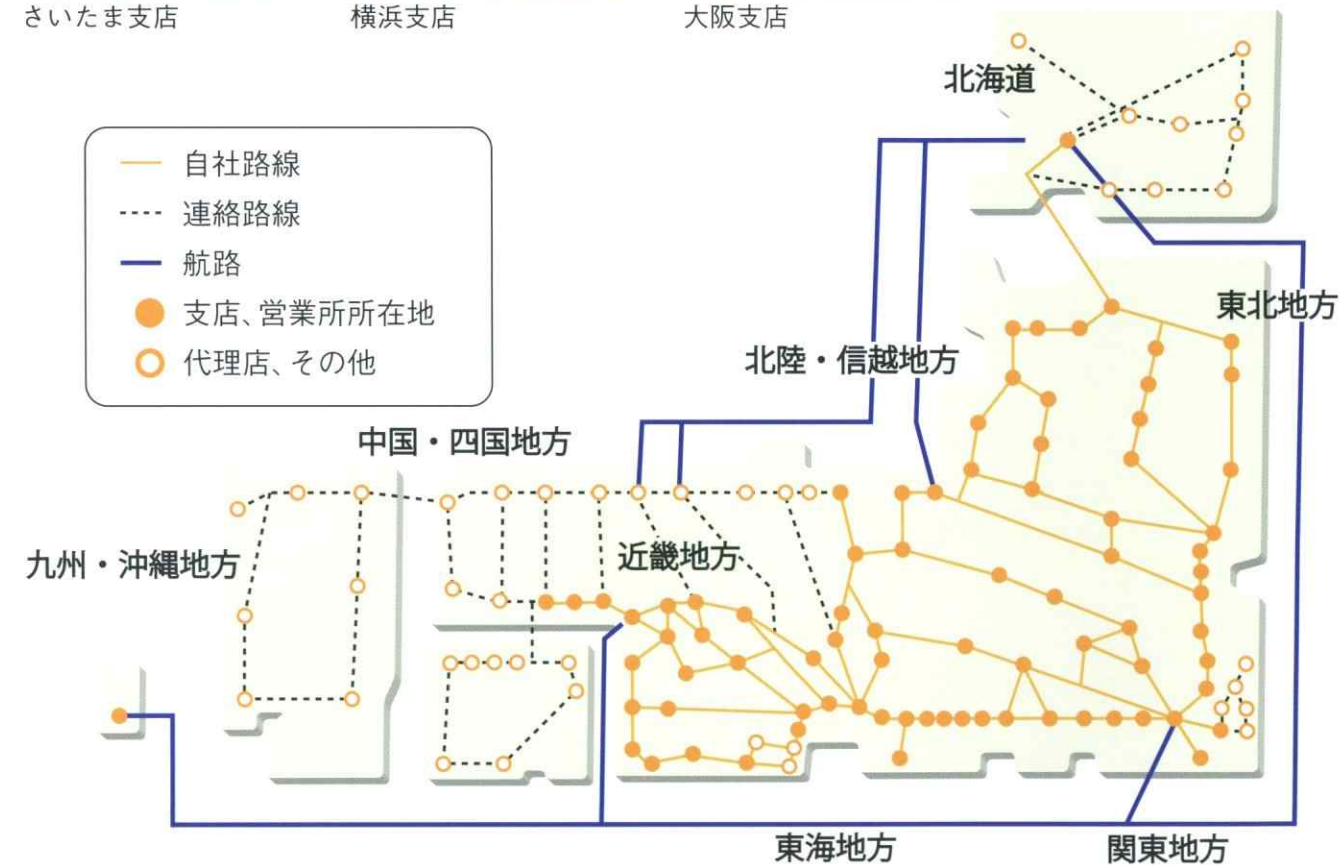 さいたま支店
横浜支店
大阪支店
北海道
自社路線
連絡路線
航路
支店、営業所所在地
代理店、その他
東北地方
北陸・信越地方
中国・四国地方
近畿地方
九州・沖縄地方
東海地方
関東地方